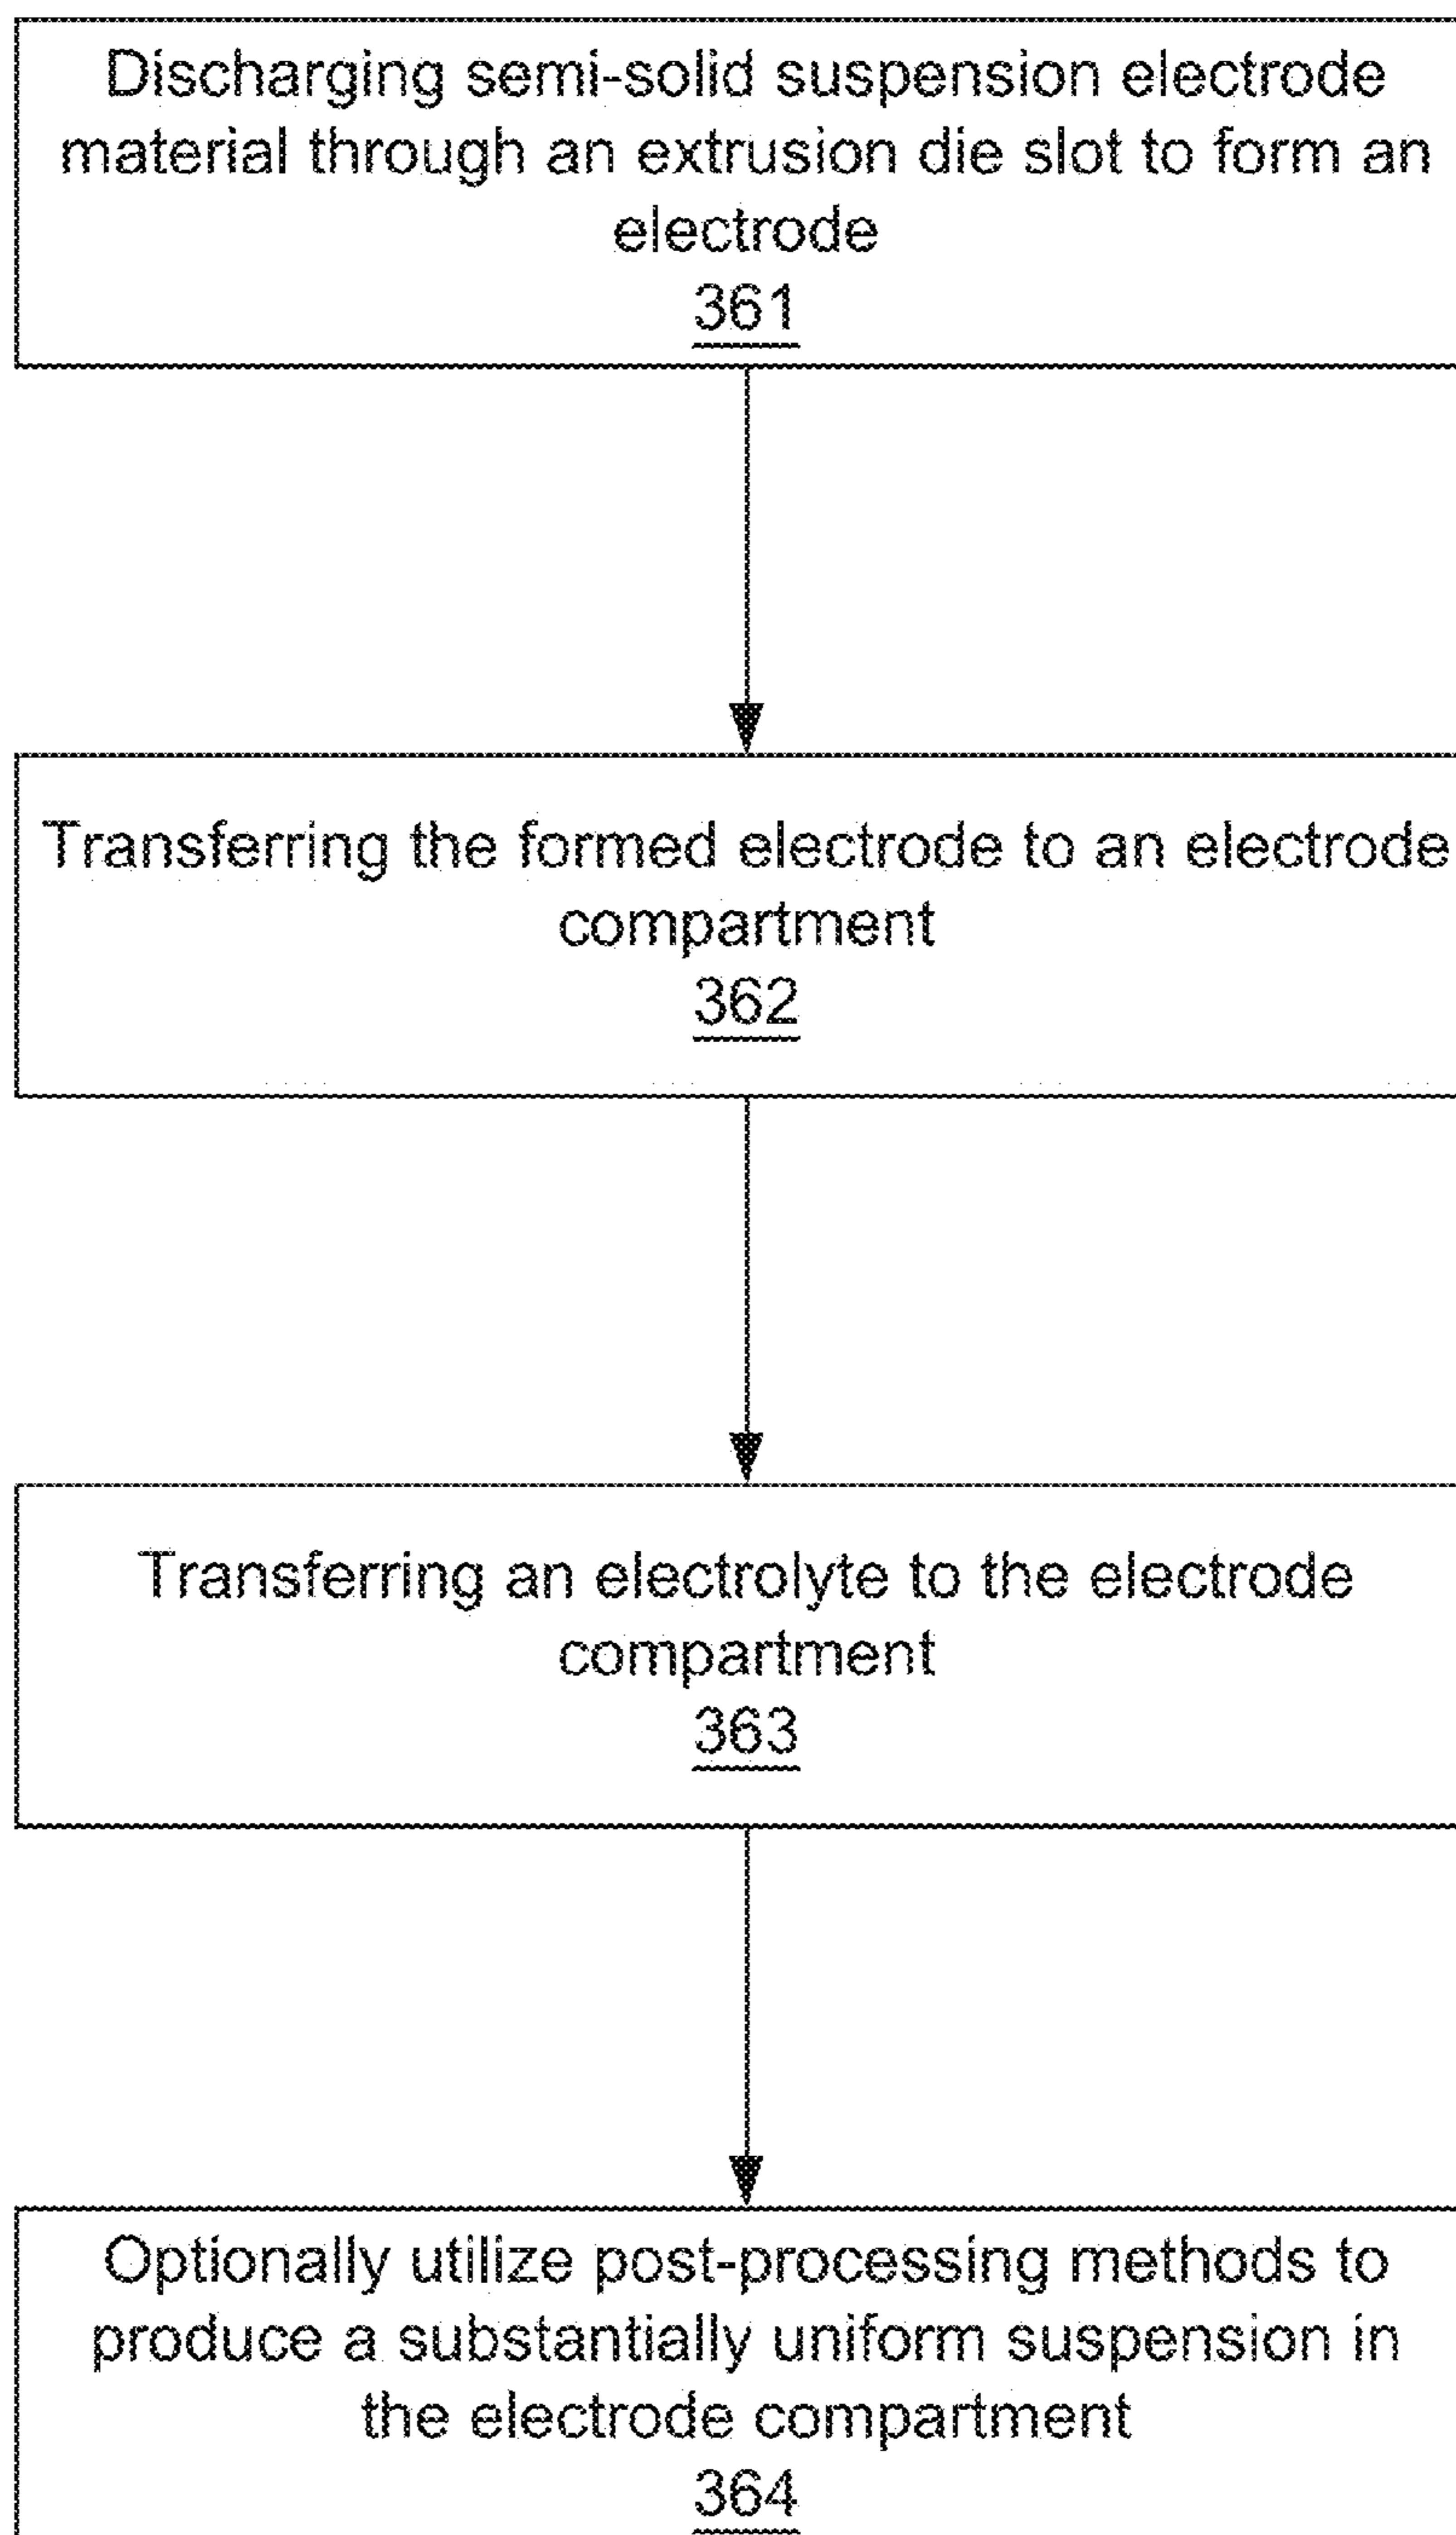 Discharging semi-solid suspension electrode
material through an extrusion die slot to form an
electrode
361
Transferring the formed electrode to an electrode
compartment
362
Transferring an electrolyte to the electrode
compartment
363
Optionally utilize post-processing methods to
produce a substantially uniform suspension in
the electrode compartment
364